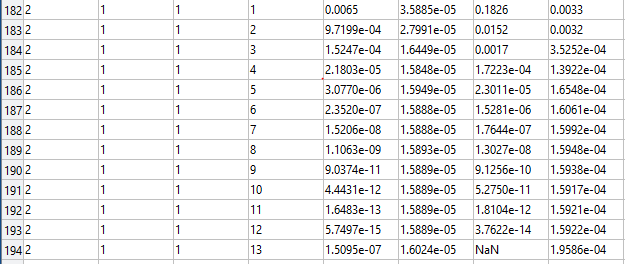 182 2 1 1 1 0.0065 3.5885e-05 0.1826 0.0033
183 2 1 1 2 9.7199e-04 2.7991e-05 0.0152 0.0032
184 2 1 1 3 1.5247e-04 1.6449e-05 0.0017 3.5252e-04
185 2 1 1 4 2.1803e-05 1.5848e-05 1.7223e-04 1.3922e-04
186 2 1 1 5 3.0770e-06 1.5949e-05 2.3011e-05 1.6548e-04
187 2 1 1 6 2.3520e-07 1.5888e-05 1.5281e-06 1.6061e-04
188 2 1 1 7 1.5206e-08 1.5888e-05 1.7644e-07 1.5992e-04
189 2 1 1 8 1.1063e-09 1.5893e-05 1.3027e-08 1.5948e-04
190 2 1 1 9 9.0374e-11 1.5889e-05 9.1256e-10 1.5938e-04
191 2 1 1 10 4.4431e-12 1.5889e-05 5.2750e-11 1.5917e-04
192 2 1 1 11 1.6483e-13 1.5889e-05 1.8104e-12 1.5921e-04
193 2 1 1 12 5.7497e-15 1.5889e-05 3.7622e-14 1.5922e-04
194 2 1 1 13 1.5095e-07 1.6024e-05 NaN 1.9586e-04